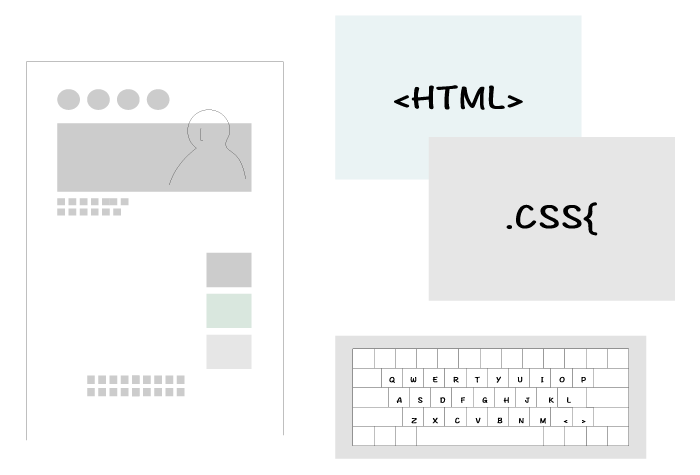 <HTML>
.CSS{
Q W E R T Y U I O P
A S D F G H J K L
Z X C V B N M < >